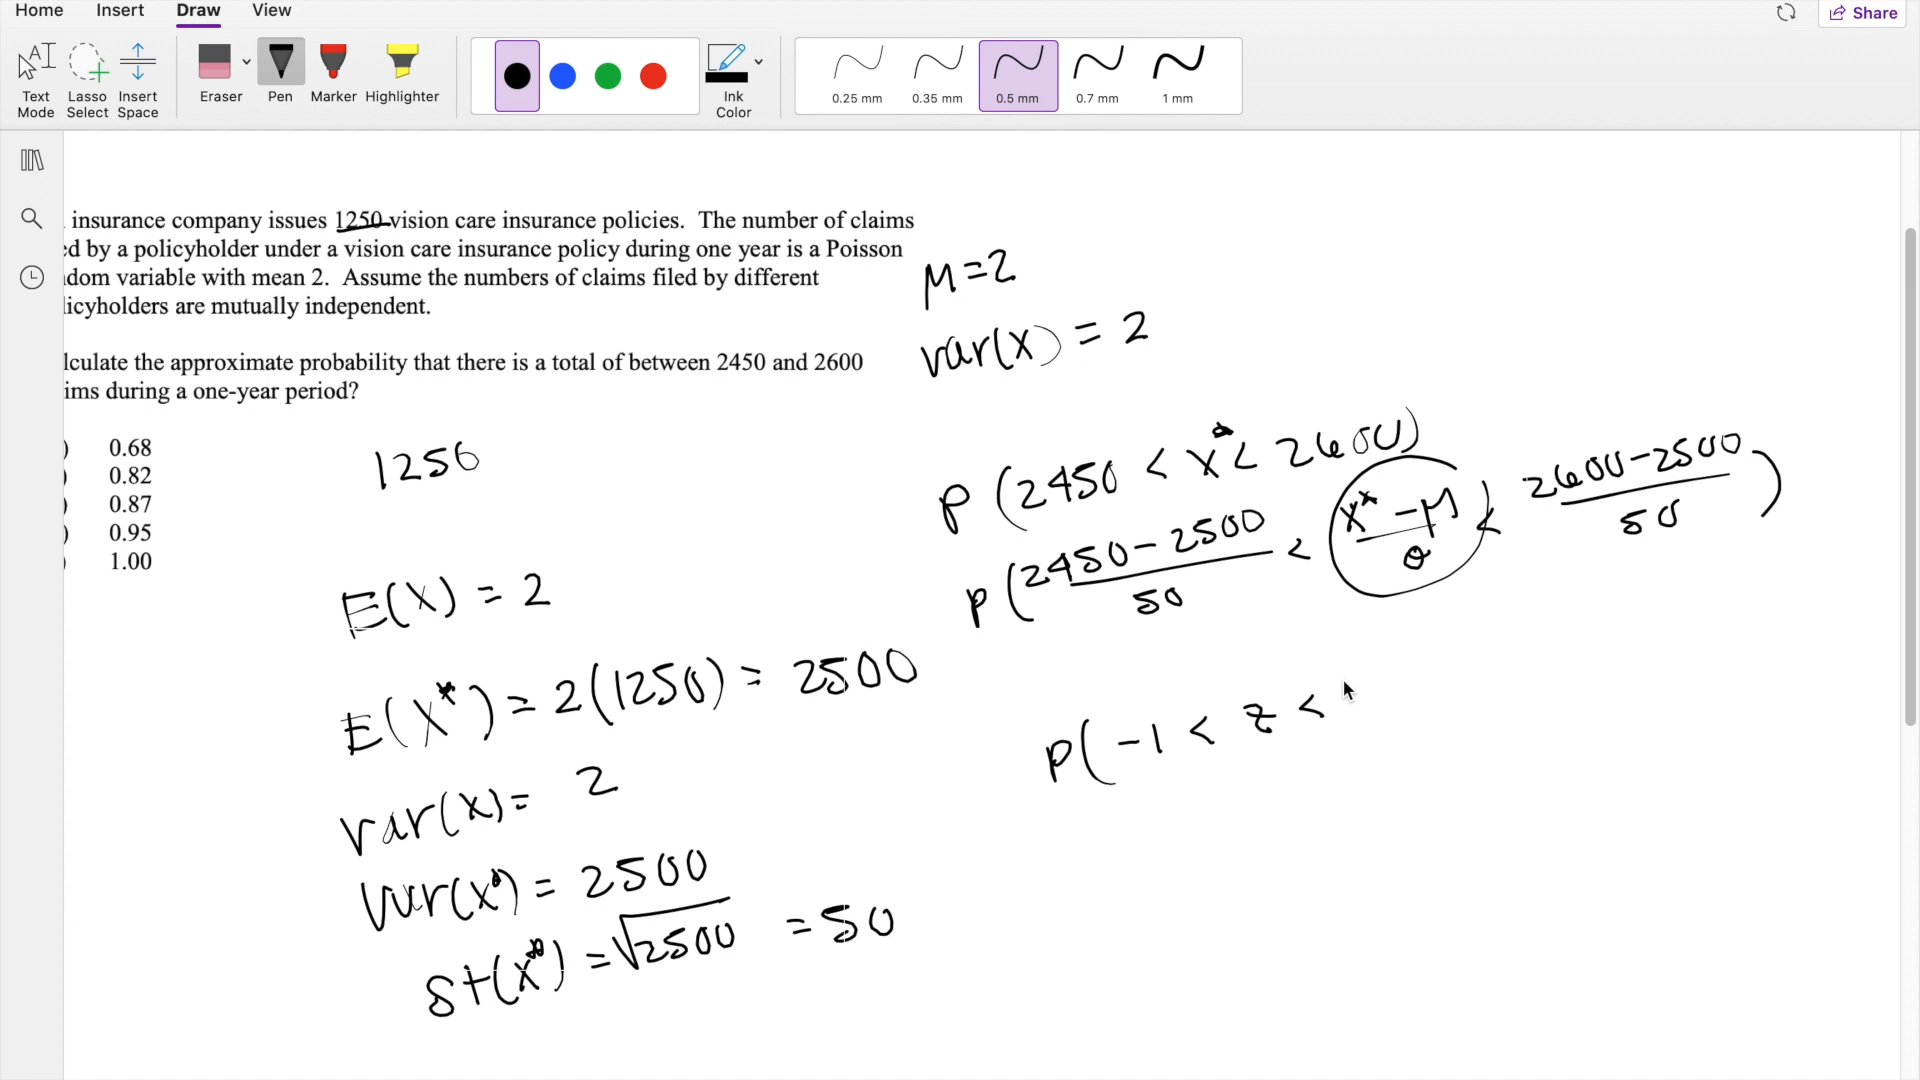 Home Insert Draw View Share
Text Mode
Lasso Select
Insert Space
Eraser
Pen
Marker
Highlighter
Ink Color
0.25 mm
0.35 mm
0.5 mm
0.7 mm
1 mm
insurance company issues 1250 vision care insurance policies. The number of claims
ed by a policyholder under a vision care insurance policy during one year is a Poisson
ndom variable with mean 2. Assume the numbers of claims filed by different
licyholders are mutually independent.
lculate the approximate probability that there is a total of between 2450 and 2600
ims during a one-year period?
) 0.68
) 0.82
) 0.87
) 0.95
) 1.00
1250
E(X) = 2
E(X*) = 2(1250) = 2500
var(x) = 2
var(x*) = 2500
st(x*) = √2500 = 50
M = 2
var(x) = 2
P(2450 < x* < 2600)
P(2450 - 2500 / 50 < x* - M / σ < 2600 - 2500 / 50)
P(-1 < z <